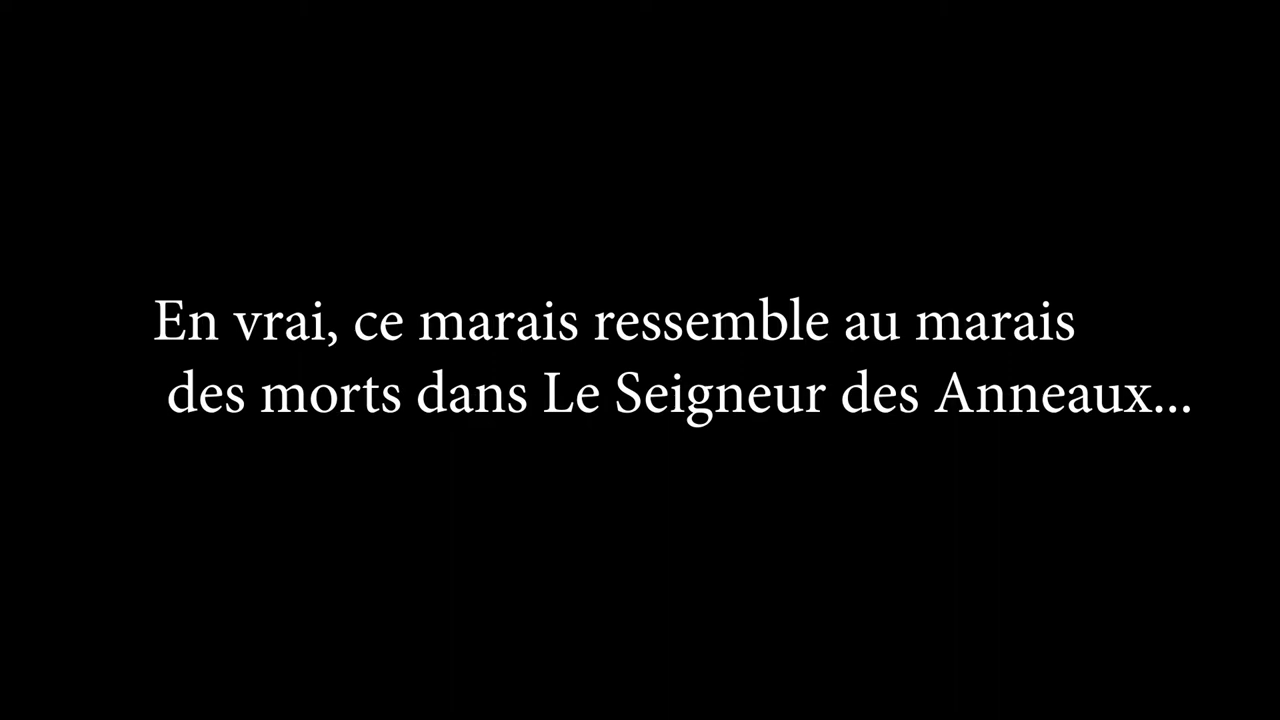 En vrai, ce marais ressemble au marais
des morts dans Le Seigneur des Anneaux...